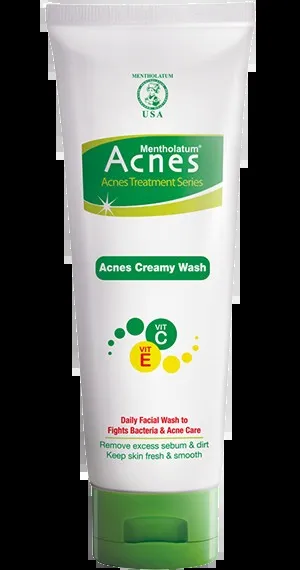 MENTHOLATUM
USA
Mentholatum®
Acnes
Acnes Treatment Series
Acnes Creamy Wash
VIT
C
VIT
E
Daily Facial Wash to
Fights Bacteria & Acne Care
Remove excess sebum & dirt
Keep skin fresh & smooth